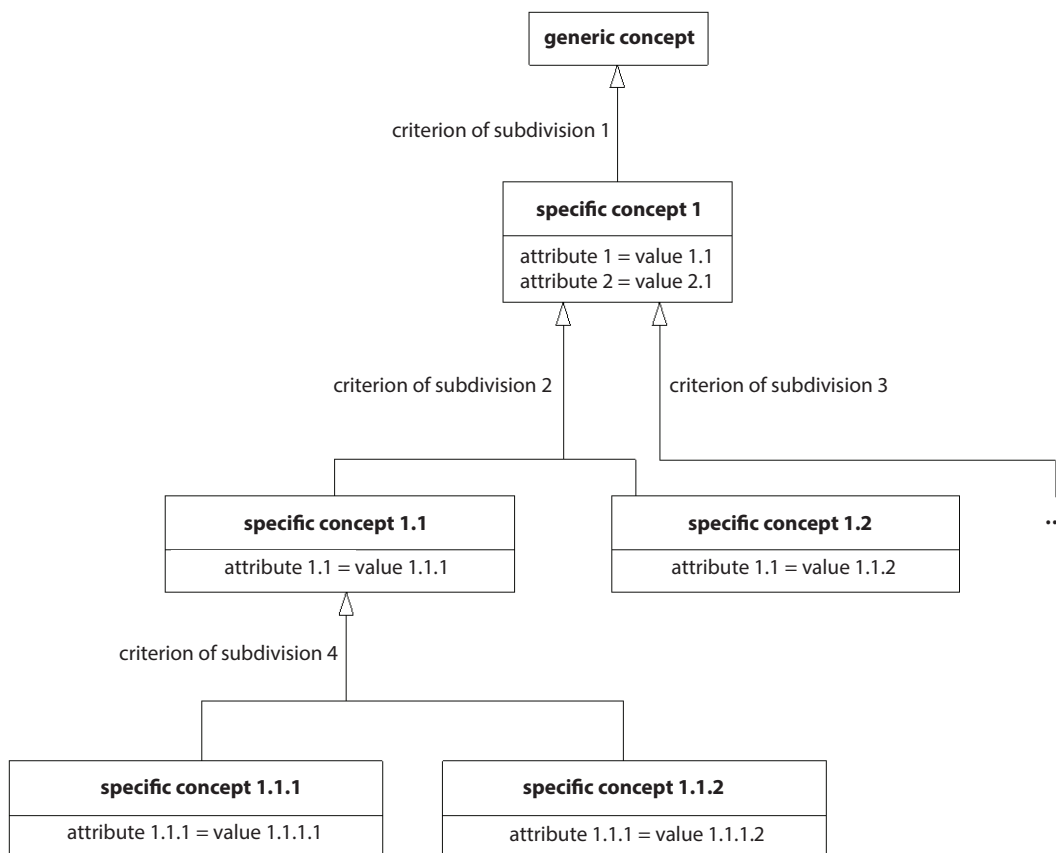 generic concept
criterion of subdivision 1
specific concept 1
attribute 1 = value 1.1
attribute 2 = value 2.1
criterion of subdivision 2
criterion of subdivision 3
specific concept 1.1
attribute 1.1 = value 1.1.1
specific concept 1.2
attribute 1.1 = value 1.1.2
..
criterion of subdivision 4
specific concept 1.1.1
attribute 1.1.1 = value 1.1.1.1
specific concept 1.1.2
attribute 1.1.1 = value 1.1.1.2